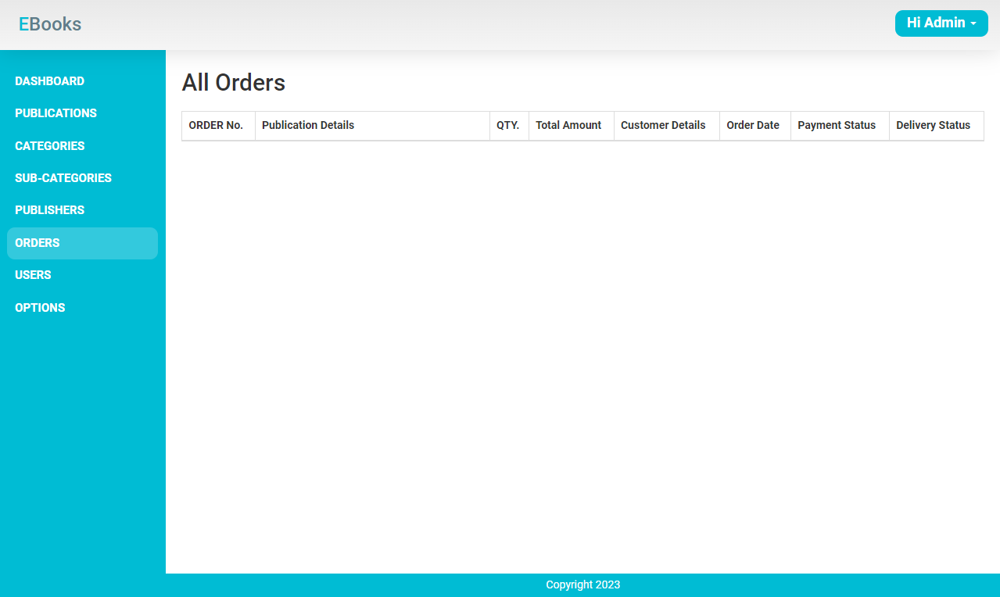 EBooks
Hi Admin
DASHBOARD
PUBLICATIONS
CATEGORIES
SUB-CATEGORIES
PUBLISHERS
ORDERS
USERS
OPTIONS
All Orders
ORDER No. Publication Details QTY. Total Amount Customer Details Order Date Payment Status Delivery Status
Copyright 2023